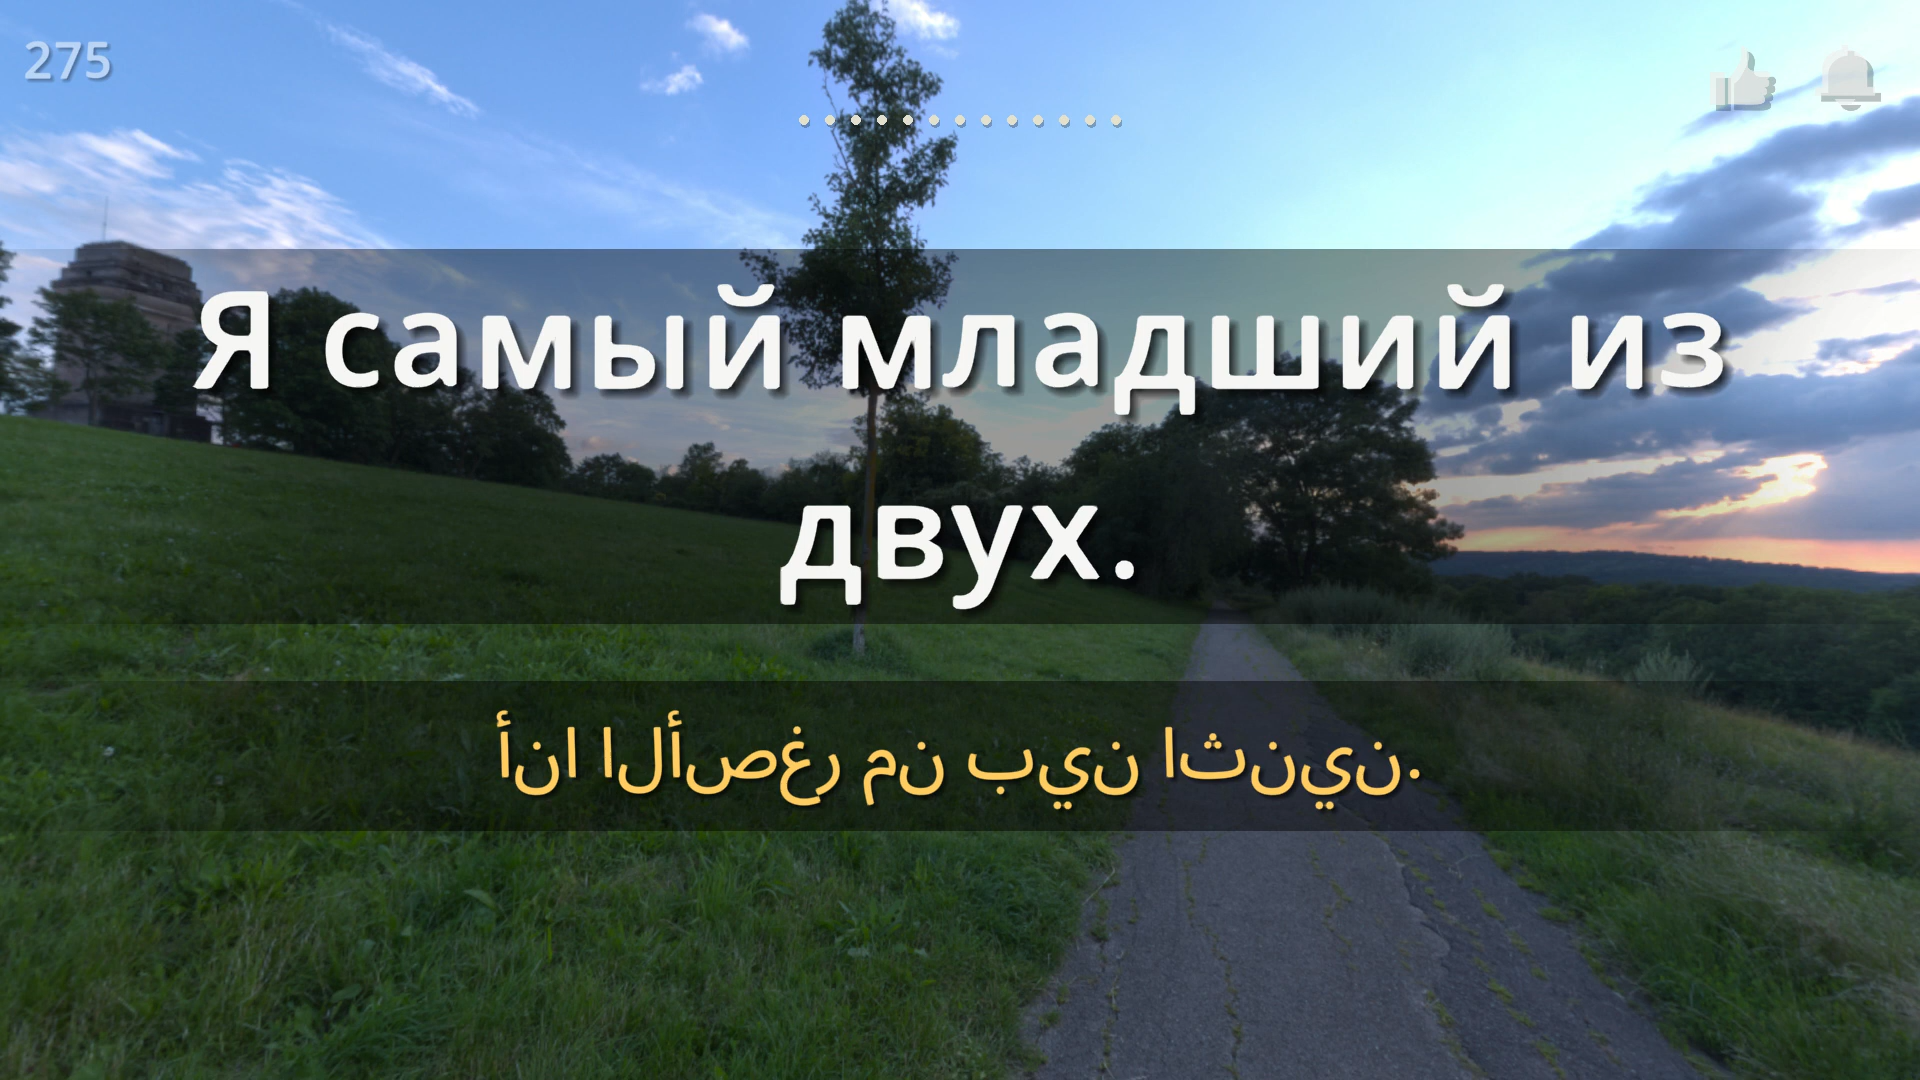 275
Я самый младший из
двух.
أنا الأصغر من بين اثنين.